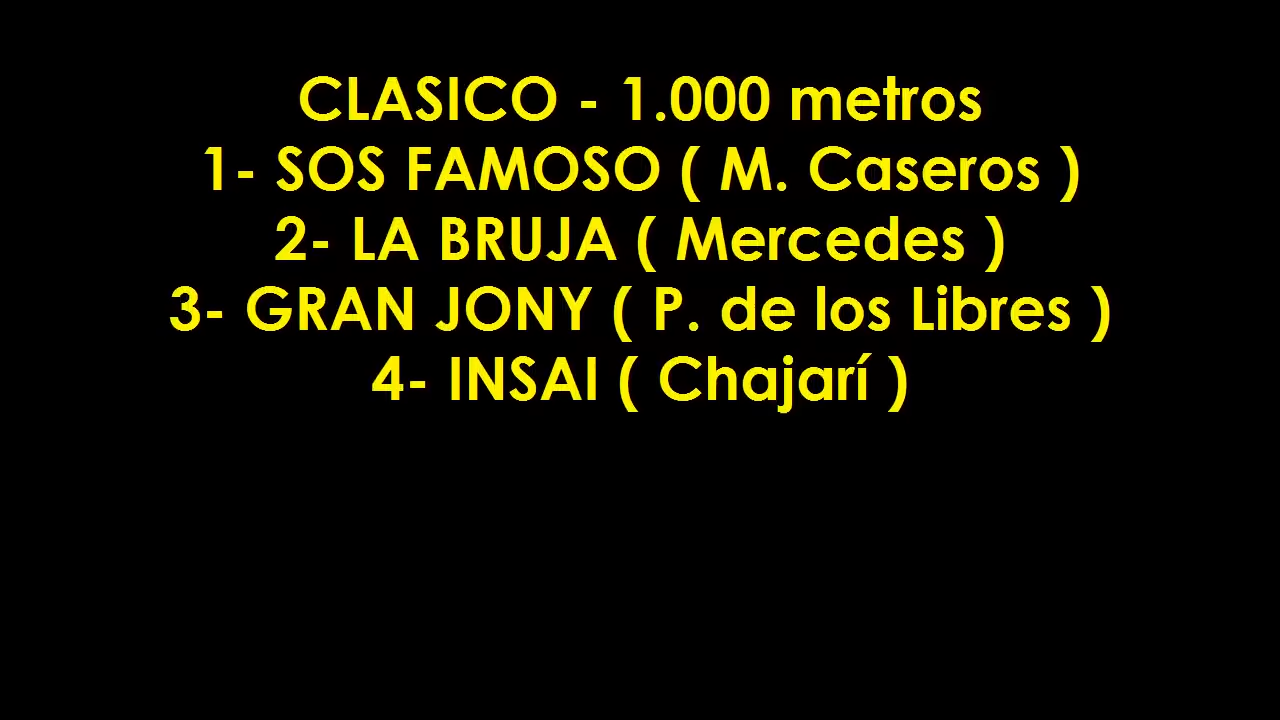 CLASICO - 1.000 metros
1- SOS FAMOSO ( M. Caseros )
2- LA BRUJA ( Mercedes )
3- GRAN JONY ( P. de los Libres )
4- INSAI ( Chajarí )